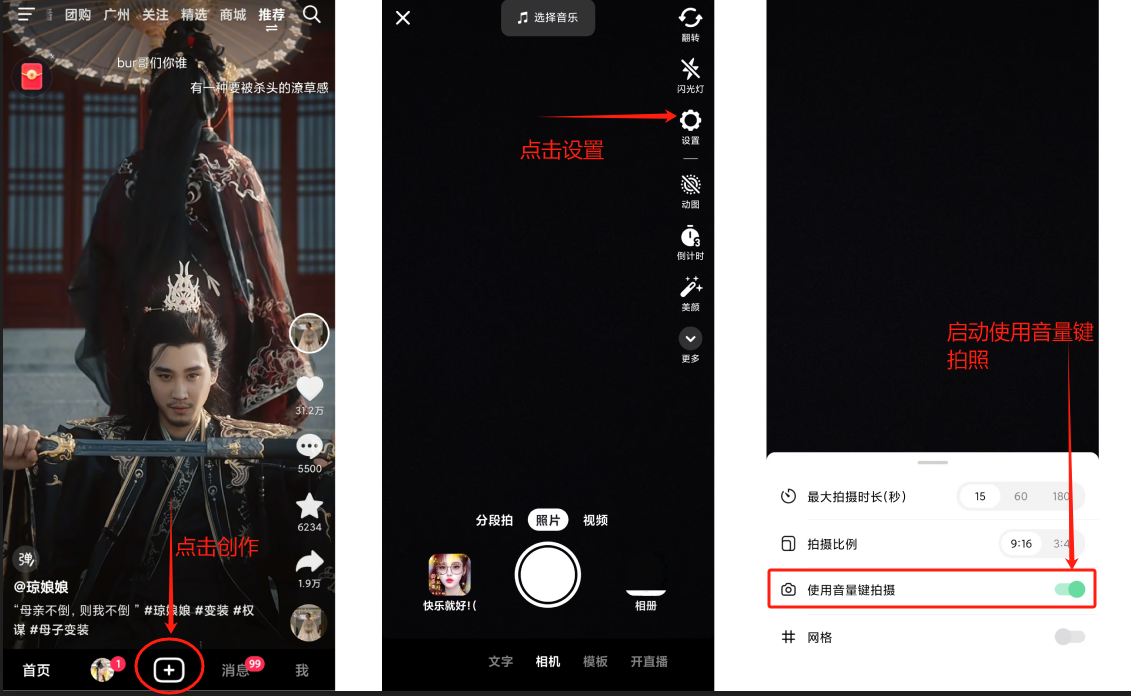 团购 广州 关注 精选 商城 推荐
bur哥们你谁
有一种要被杀头的潦草感
31.2万
5500
6234
1.9万
弹
点击创作
@琼娘娘
“母亲不倒，则我不倒 ” #琼娘娘 #变装 #权
谋 #母子变装
首页 1 消息 99 我
选择音乐
翻转
闪光灯
设置
点击设置
动图
3
倒计时
美颜
更多
分段拍 照片 视频
快乐就好!(
相册
文字 相机 模板 开直播
启动使用音量键
拍照
最大拍摄时长(秒) 15 60 180
拍摄比例 9:16 3:4
使用音量键拍摄
网格